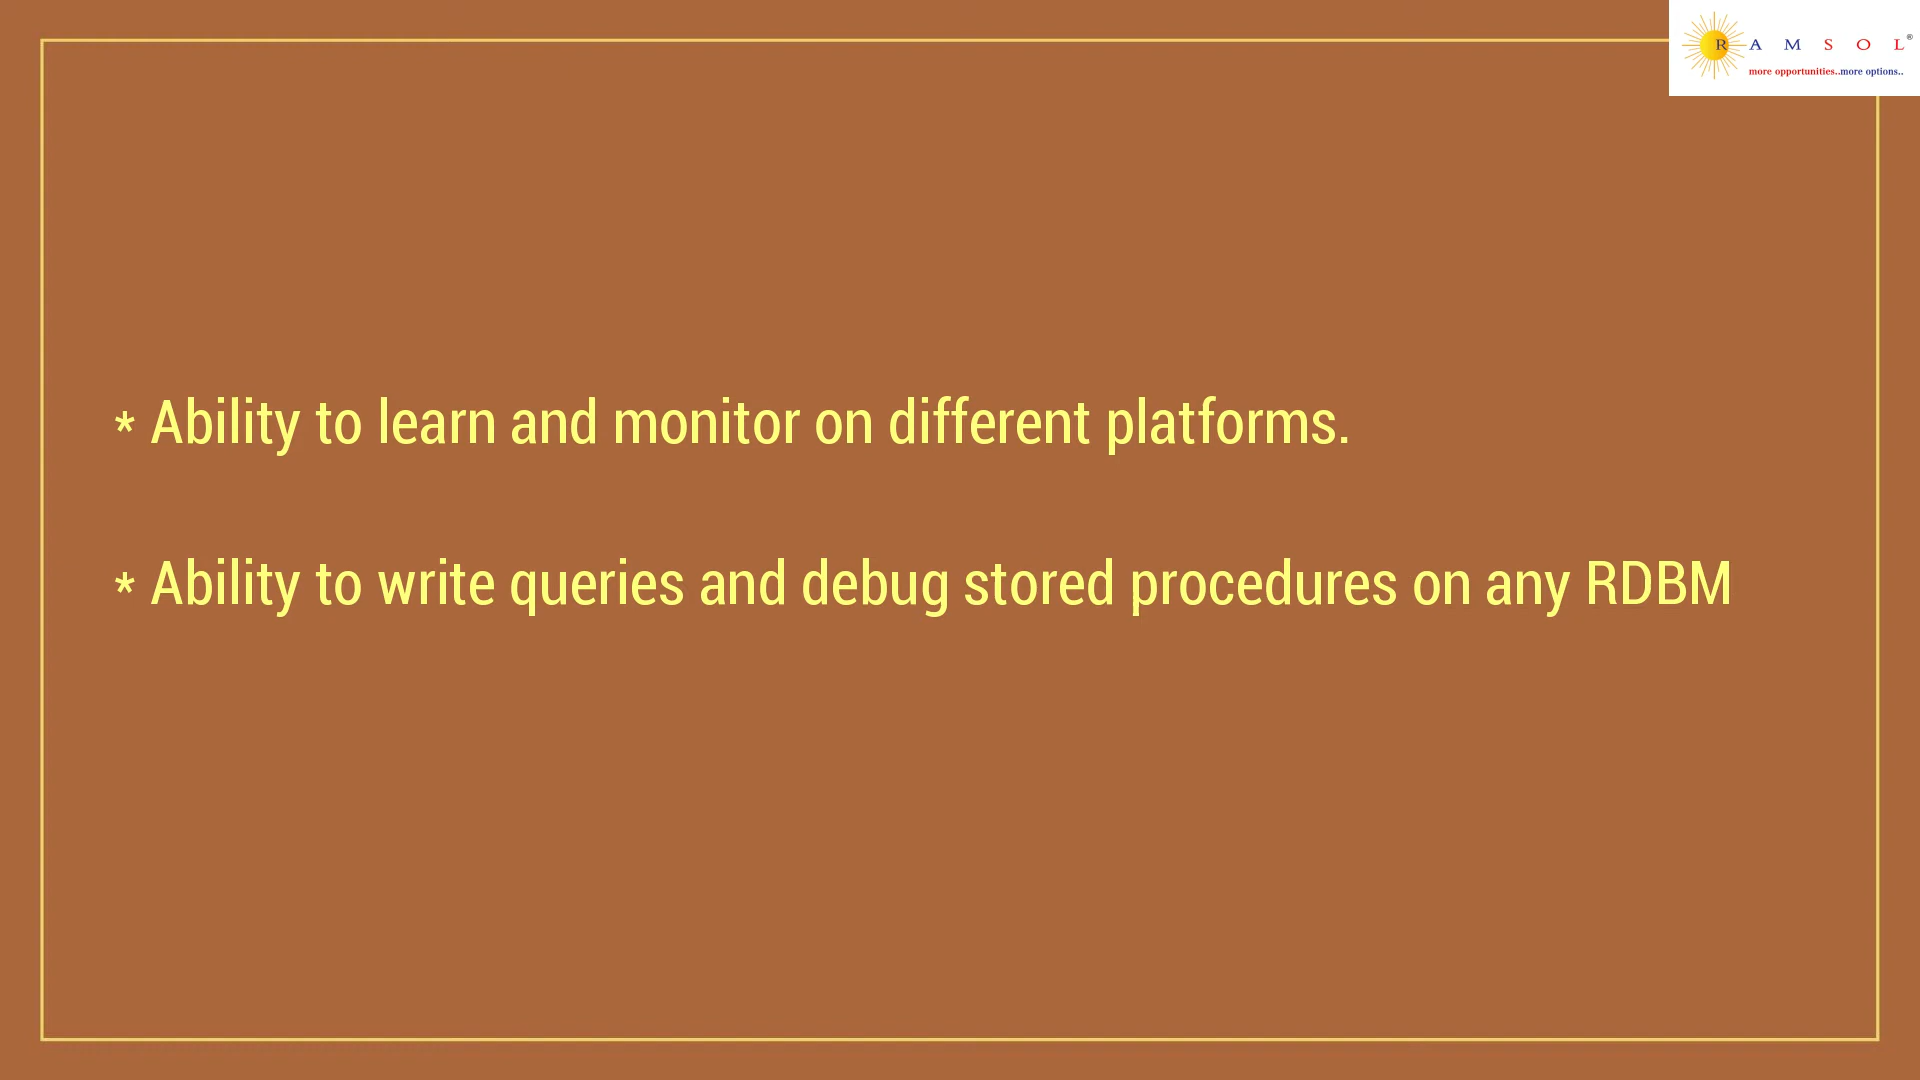 R A M S O L®
more opportunities..more options..
* Ability to learn and monitor on different platforms.
* Ability to write queries and debug stored procedures on any RDBM